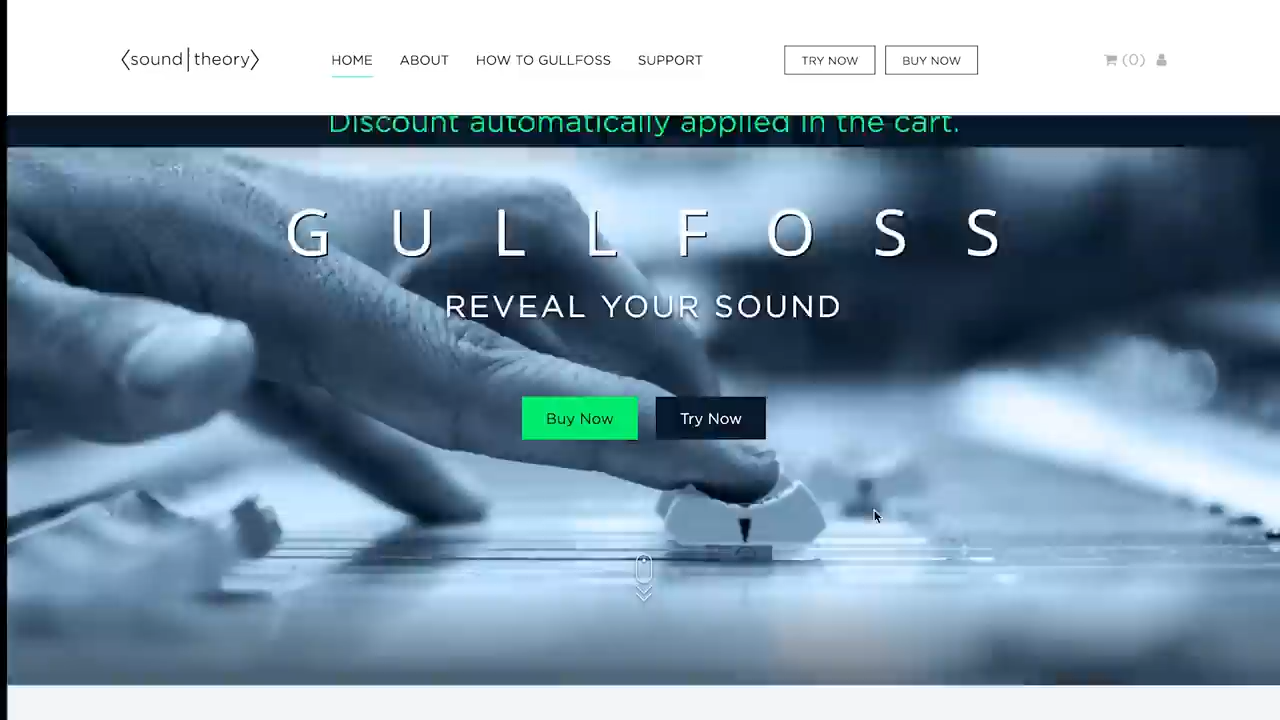 ⟨sound|theory⟩
HOME
ABOUT
HOW TO GULLFOSS
SUPPORT
TRY NOW
BUY NOW
(0)
Discount automatically applied in the cart.
GULLFOSS
REVEAL YOUR SOUND
Buy Now
Try Now